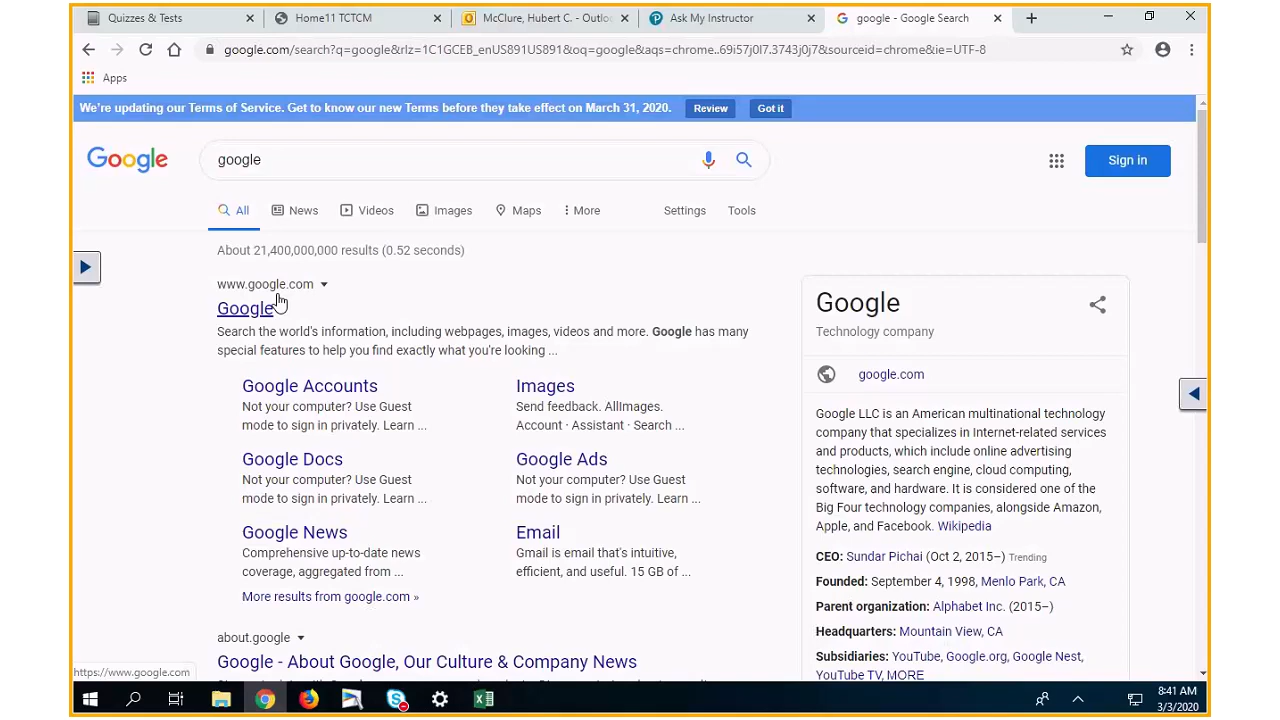 Quizzes & Tests
Home11 TCTCM
McClure, Hubert C. - Outloo
Ask My Instructor
google - Google Search
google.com/search?q=google&rlz=1C1GCEB_enUS891US891&oq=google&aqs=chrome..69i57j0l7.3743j0j7&sourceid=chrome&ie=UTF-8
Apps
We're updating our Terms of Service. Get to know our new Terms before they take effect on March 31, 2020.
Review
Got it
Google
google
Sign in
All
News
Videos
Images
Maps
More
Settings
Tools
About 21,400,000,000 results (0.52 seconds)
www.google.com
Google
Search the world's information, including webpages, images, videos and more. Google has many
special features to help you find exactly what you're looking ...
Google Accounts
Not your computer? Use Guest
mode to sign in privately. Learn ...
Images
Send feedback. AllImages.
Account · Assistant · Search ...
Google Docs
Not your computer? Use Guest
mode to sign in privately. Learn ...
Google Ads
Not your computer? Use Guest
mode to sign in privately. Learn ...
Google News
Comprehensive up-to-date news
coverage, aggregated from ...
Email
Gmail is email that's intuitive,
efficient, and useful. 15 GB of ...
More results from google.com »
about.google
Google - About Google, Our Culture & Company News
Google
Technology company
google.com
Google LLC is an American multinational technology
company that specializes in Internet-related services
and products, which include online advertising
technologies, search engine, cloud computing,
software, and hardware. It is considered one of the
Big Four technology companies, alongside Amazon,
Apple, and Facebook. Wikipedia
CEO: Sundar Pichai (Oct 2, 2015–) Trending
Founded: September 4, 1998, Menlo Park, CA
Parent organization: Alphabet Inc. (2015–)
Headquarters: Mountain View, CA
Subsidiaries: YouTube, Google.org, Google Nest,
YouTube TV, MORE
https://www.google.com
8:41 AM
3/3/2020